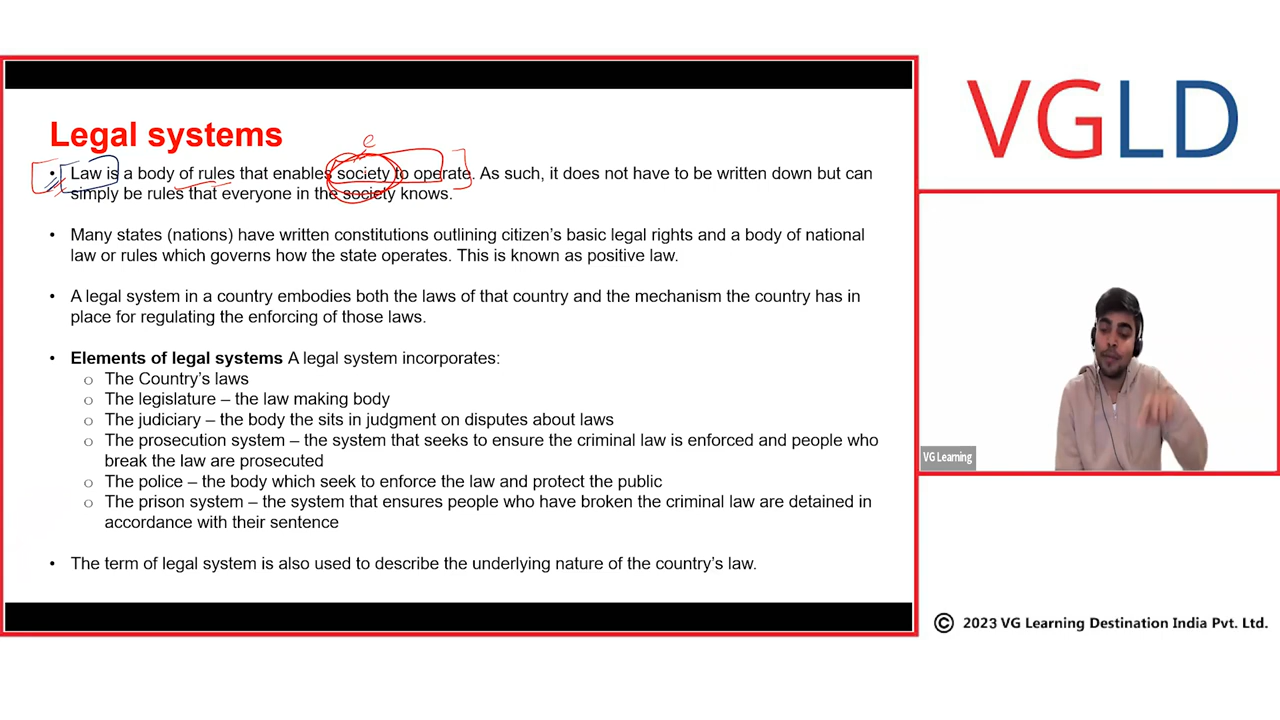 VGLD
Legal systems
e
• Law is a body of rules that enables society to operate. As such, it does not have to be written down but can
simply be rules that everyone in the society knows.
• Many states (nations) have written constitutions outlining citizen’s basic legal rights and a body of national
law or rules which governs how the state operates. This is known as positive law.
• A legal system in a country embodies both the laws of that country and the mechanism the country has in
place for regulating the enforcing of those laws.
• Elements of legal systems A legal system incorporates:
o The Country’s laws
o The legislature – the law making body
o The judiciary – the body the sits in judgment on disputes about laws
o The prosecution system – the system that seeks to ensure the criminal law is enforced and people who
break the law are prosecuted
o The police – the body which seek to enforce the law and protect the public
o The prison system – the system that ensures people who have broken the criminal law are detained in
accordance with their sentence
• The term of legal system is also used to describe the underlying nature of the country’s law.
VG Learning
© 2023 VG Learning Destination India Pvt. Ltd.